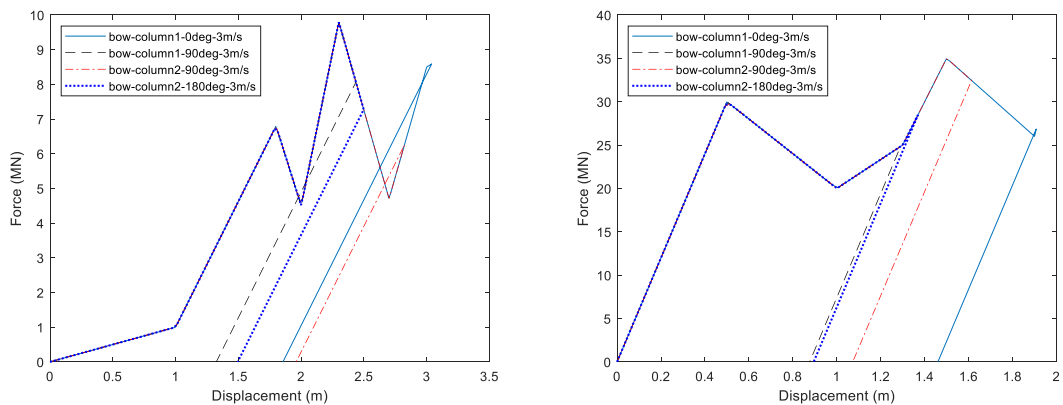 10
9
8
7
6
5
4
3
2
1
0
Force (MN)
bow-column1-0deg-3m/s
bow-column1-90deg-3m/s
bow-column2-90deg-3m/s
bow-column2-180deg-3m/s
0 0.5 1 1.5 2 2.5 3 3.5
Displacement (m)
40
35
30
25
20
15
10
5
0
Force (MN)
bow-column1-0deg-3m/s
bow-column1-90deg-3m/s
bow-column2-90deg-3m/s
bow-column2-180deg-3m/s
0 0.2 0.4 0.6 0.8 1 1.2 1.4 1.6 1.8 2
Displacement (m)